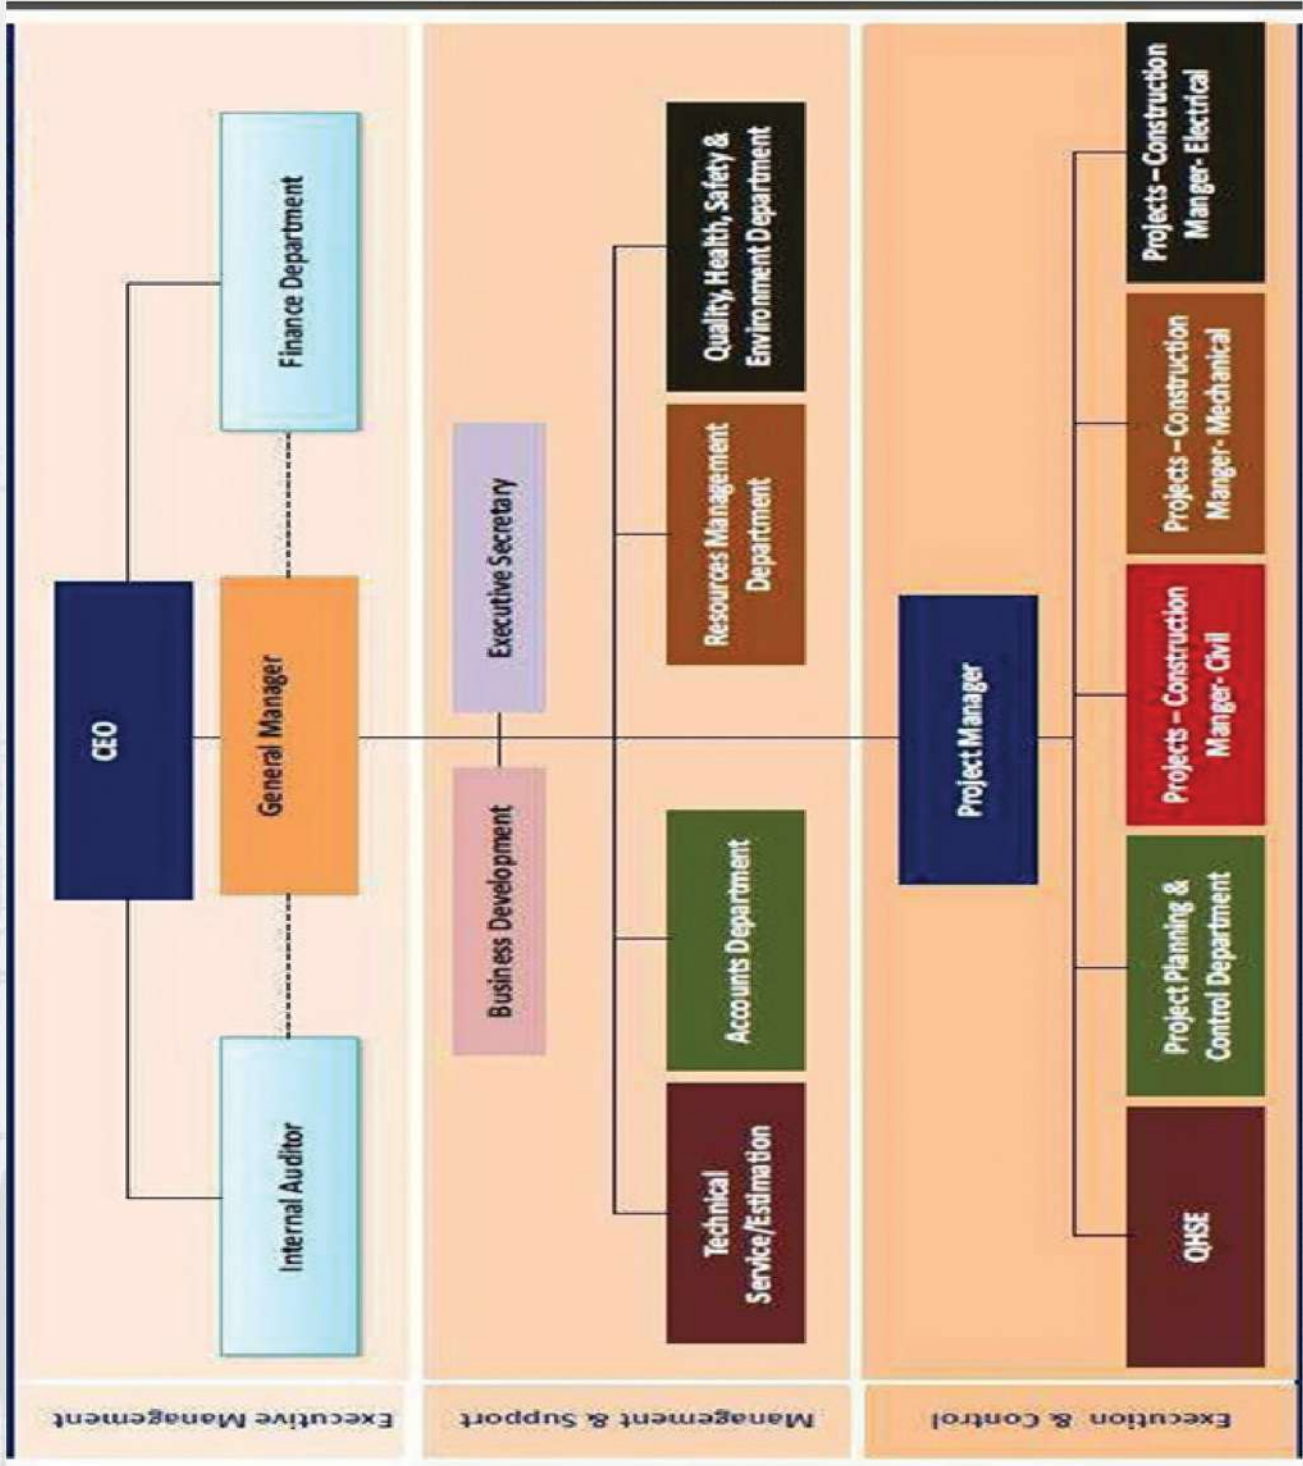 Executive Management
CEO
Internal Auditor
General Manager
Finance Department
Management & Support
Business Development
Executive Secretary
Technical
Service/Estimation
Accounts Department
Resources Management
Department
Quality, Health, Safety &
Environment Department
Execution & Control
Project Manager
QHSE
Project Planning &
Control Department
Projects – Construction
Manger- Civil
Projects – Construction
Manger- Mechanical
Projects – Construction
Manger- Electrical